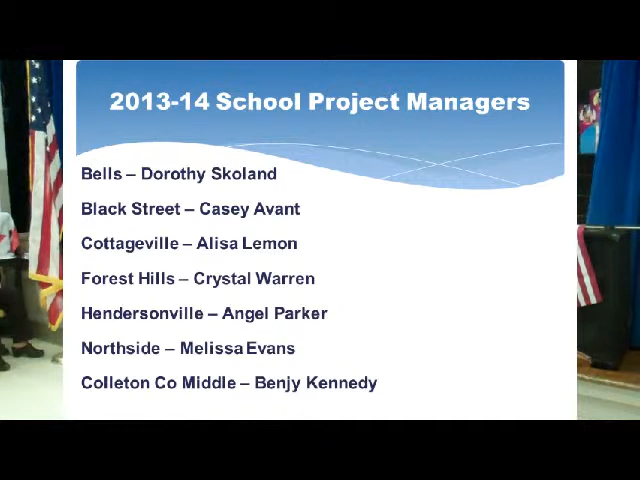 2013-14 School Project Managers
Bells – Dorothy Skoland
Black Street – Casey Avant
Cottageville – Alisa Lemon
Forest Hills – Crystal Warren
Hendersonville – Angel Parker
Northside – Melissa Evans
Colleton Co Middle – Benjy Kennedy